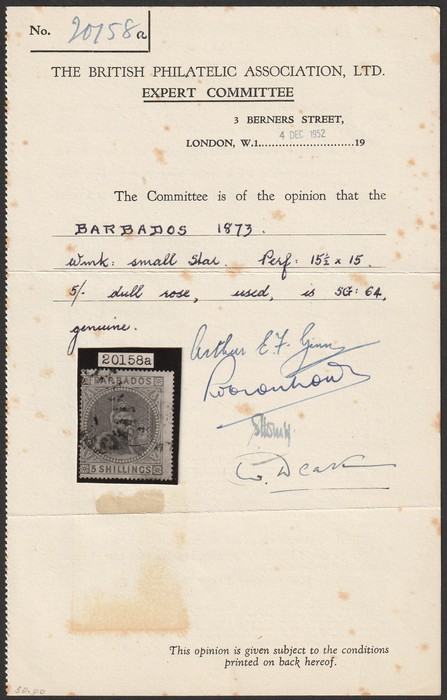 No. 20158a
THE BRITISH PHILATELIC ASSOCIATION, LTD.
EXPERT COMMITTEE
3 BERNERS STREET,
4 DEC 1952
LONDON, W.1..............................19
The Committee is of the opinion that the
BARBADOS 1873.
Wmk: small Star. Perf: 15½ x 15.
5/- dull rose, used, is SG: 64,
genuine.
Arthur E. F. Ginn
20158a
BARBADOS
5 SHILLINGS
This opinion is given subject to the conditions
printed on back hereof.
50.00